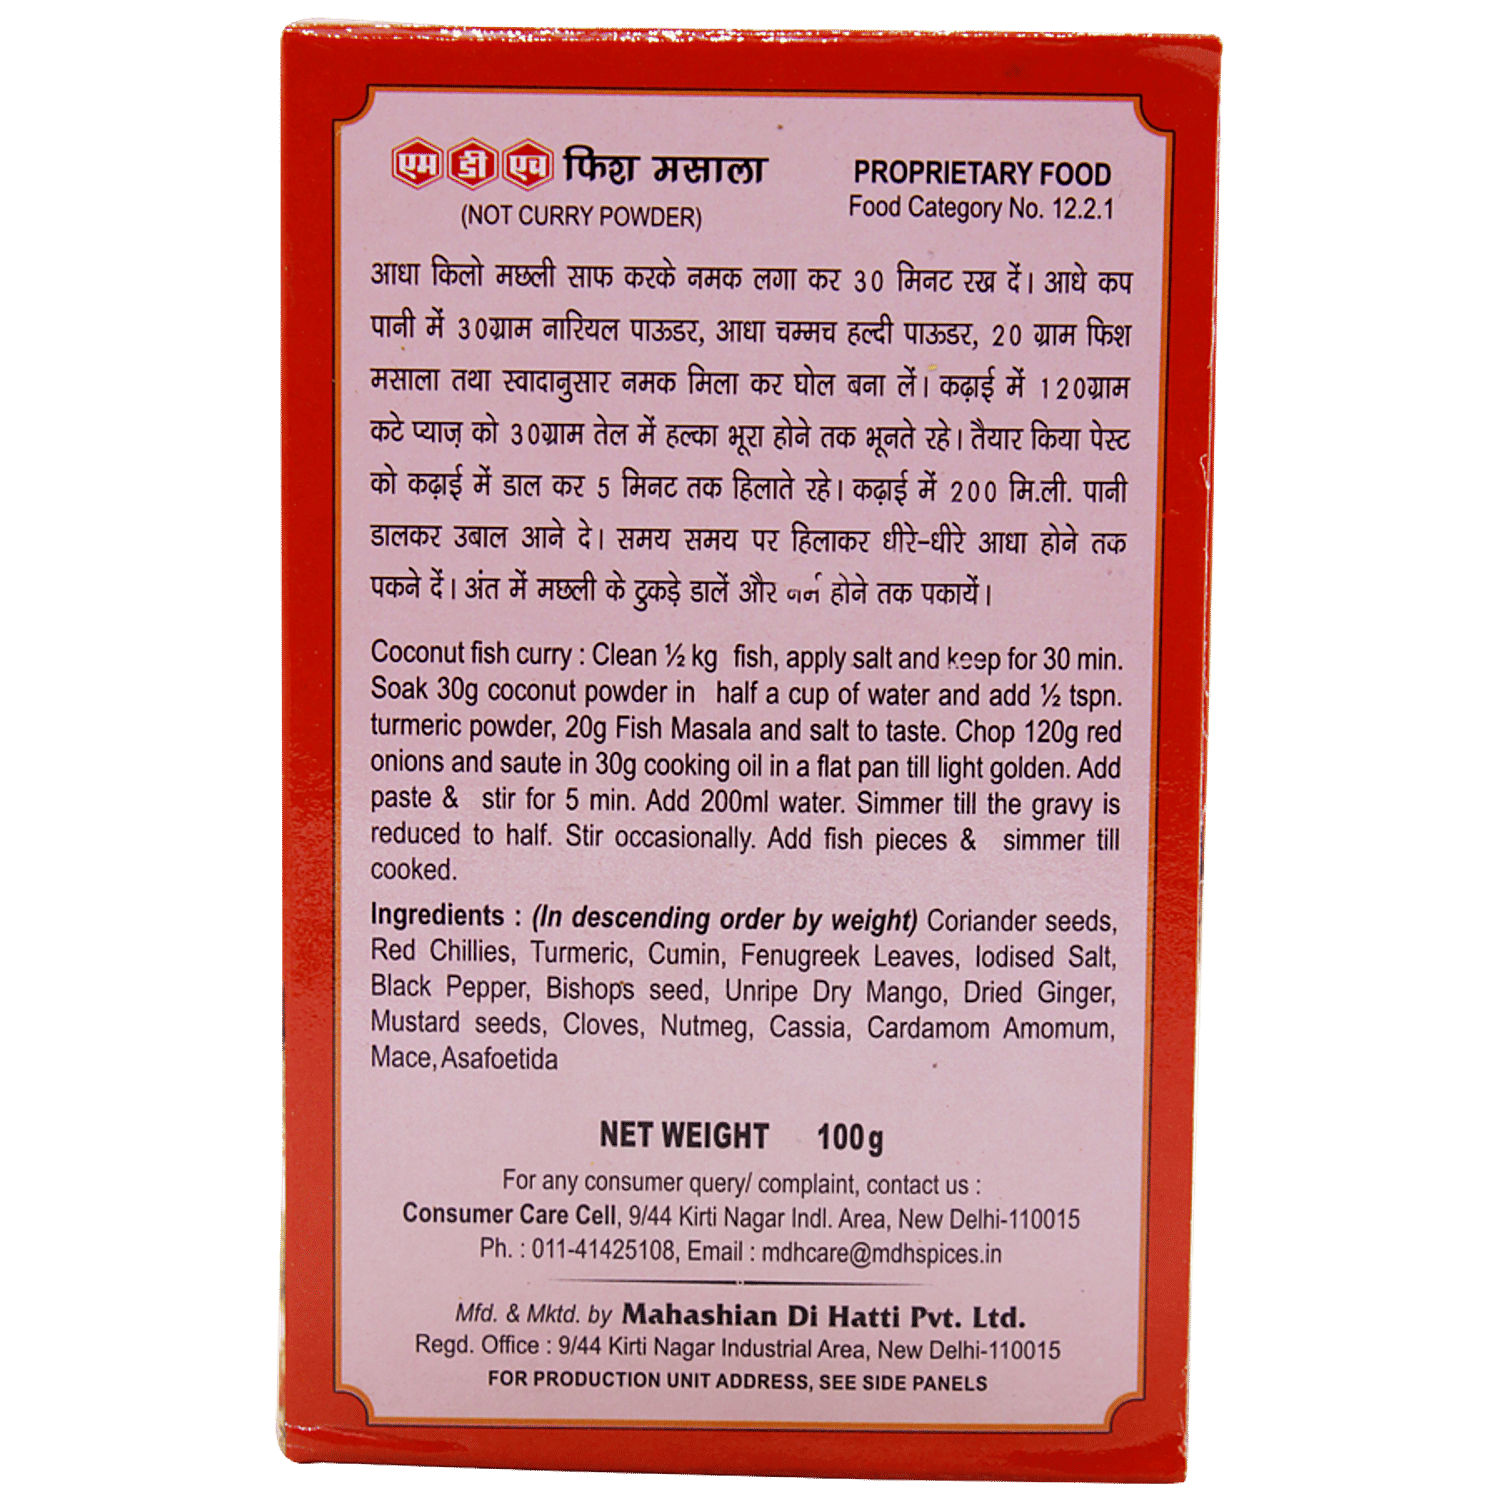 एम डी एच फिश मसाला
(NOT CURRY POWDER)
PROPRIETARY FOOD
Food Category No. 12.2.1
आधा किलो मछली साफ करके नमक लगा कर 30 मिनट रख दें। आधे कप
पानी में 30ग्राम नारियल पाऊडर, आधा चम्मच हल्दी पाऊडर, 20 ग्राम फिश
मसाला तथा स्वादानुसार नमक मिला कर घोल बना लें। कढ़ाई में 120ग्राम
कटे प्याज़ को 30ग्राम तेल में हल्का भूरा होने तक भूनते रहे। तैयार किया पेस्ट
को कढ़ाई में डाल कर 5 मिनट तक हिलाते रहे। कढ़ाई में 200 मि.ली. पानी
डालकर उबाल आने दे। समय समय पर हिलाकर धीरे-धीरे आधा होने तक
पकने दें। अंत में मछली के टुकड़े डालें और होने तक पकायें।
Coconut fish curry : Clean ½ kg fish, apply salt and keep for 30 min.
Soak 30g coconut powder in half a cup of water and add ½ tspn.
turmeric powder, 20g Fish Masala and salt to taste. Chop 120g red
onions and saute in 30g cooking oil in a flat pan till light golden. Add
paste & stir for 5 min. Add 200ml water. Simmer till the gravy is
reduced to half. Stir occasionally. Add fish pieces & simmer till
cooked.
Ingredients : (In descending order by weight) Coriander seeds,
Red Chillies, Turmeric, Cumin, Fenugreek Leaves, Iodised Salt,
Black Pepper, Bishops seed, Unripe Dry Mango, Dried Ginger,
Mustard seeds, Cloves, Nutmeg, Cassia, Cardamom Amomum,
Mace, Asafoetida
NET WEIGHT 100g
For any consumer query/ complaint, contact us :
Consumer Care Cell, 9/44 Kirti Nagar Indl. Area, New Delhi-110015
Ph. : 011-41425108, Email : mdhcare@mdhspices.in
Mfd. & Mktd. by Mahashian Di Hatti Pvt. Ltd.
Regd. Office : 9/44 Kirti Nagar Industrial Area, New Delhi-110015
FOR PRODUCTION UNIT ADDRESS, SEE SIDE PANELS